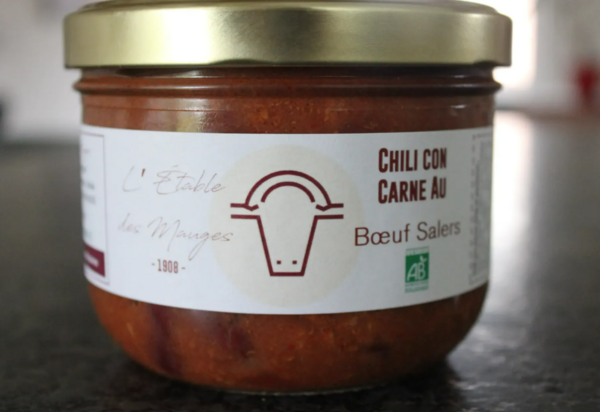 L' Étable
des Mauges
-1908-
CHILI CON
CARNE AU
Bœuf Salers
AB